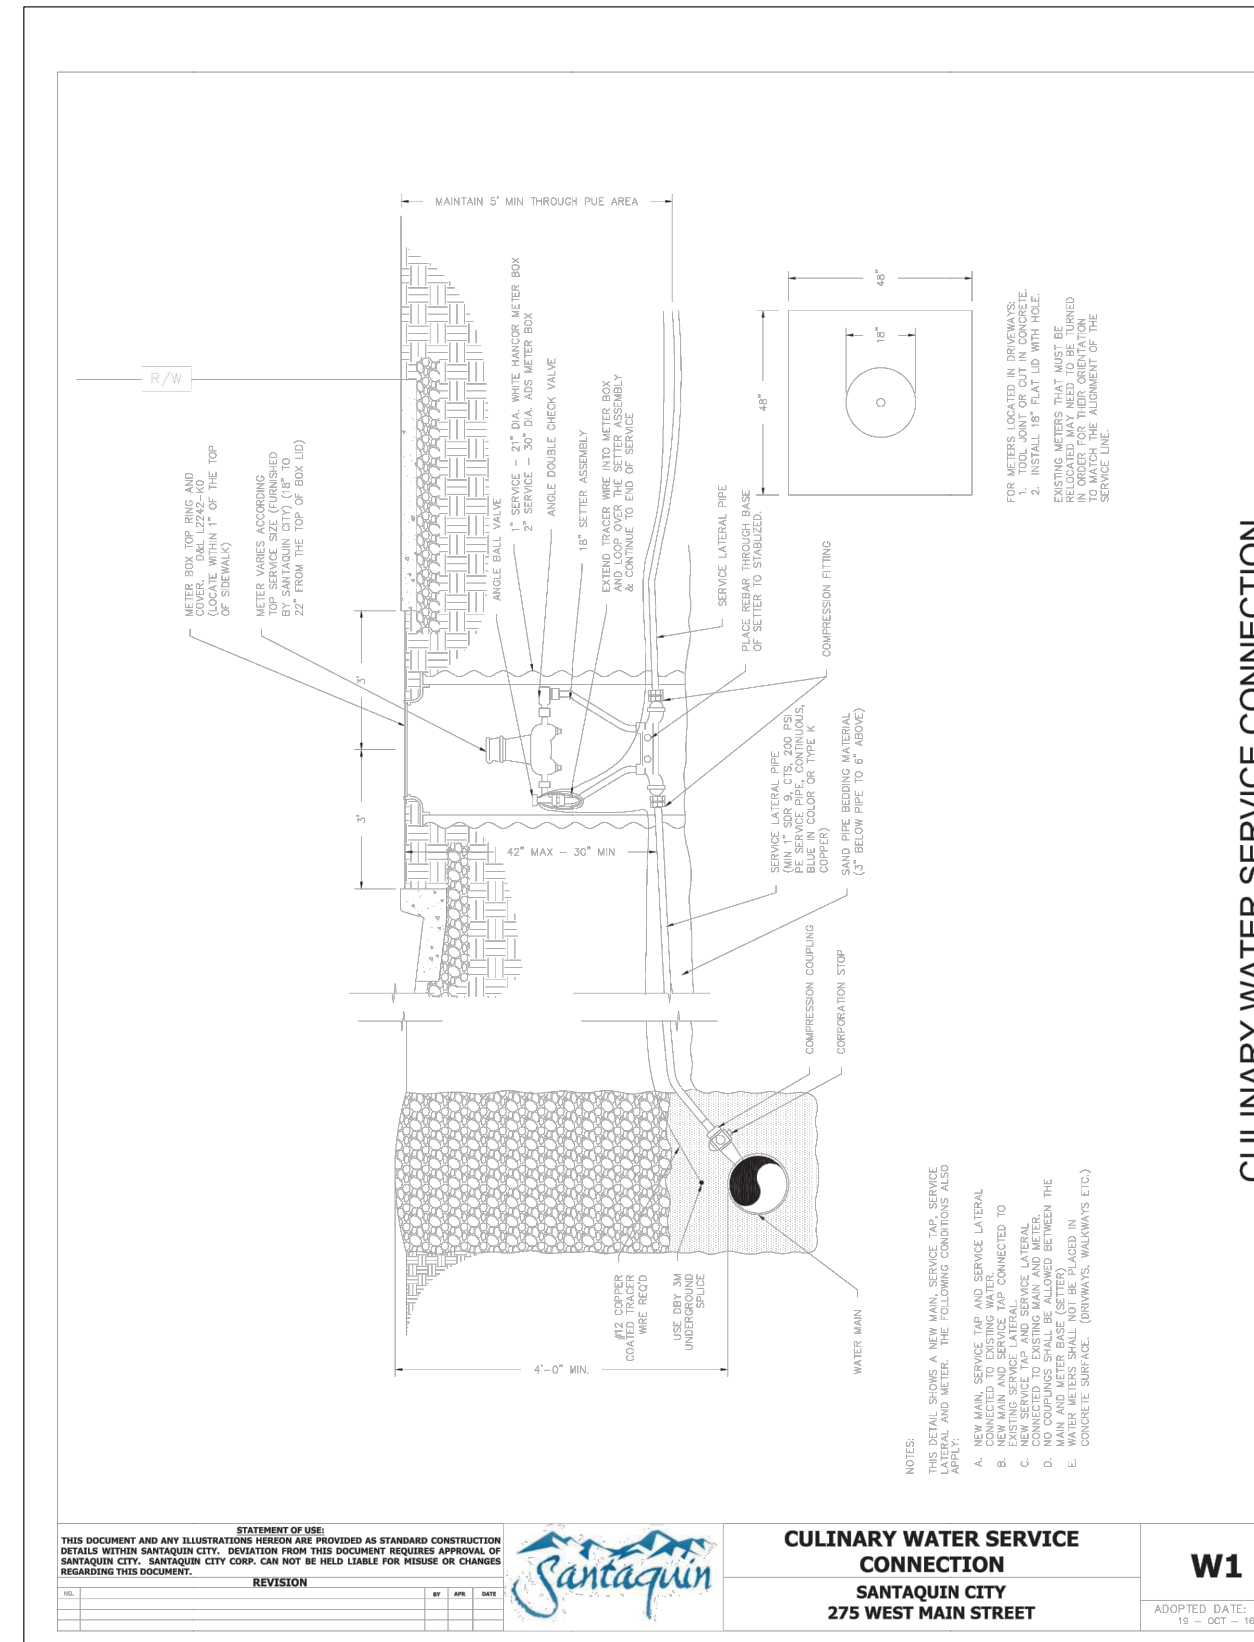 MAINTAIN 5' MIN THROUGH PUE AREA
R/W
METER BOX TOP RING AND
COVER. D&L L2242-KO
(LOCATE WITHIN 1" OF THE TOP
OF SIDEWALK)
METER VARIES ACCORDING
TOP SERVICE SIZE (FURNISHED
BY SANTAQUIN CITY) (18" TO
22" FROM THE TOP OF BOX LID)
ANGLE BALL VALVE
1" SERVICE - 21" DIA. WHITE HANCOR METER BOX
2" SERVICE - 30" DIA. ADS METER BOX
ANGLE DOUBLE CHECK VALVE
18" SETTER ASSEMBLY
EXTEND TRACER WIRE INTO METER BOX
AND LOOP OVER THE SETTER ASSEMBLY
& CONTINUE TO END OF SERVICE
SERVICE LATERAL PIPE
PLACE REBAR THROUGH BASE
OF SETTER TO STABLIZED.
COMPRESSION FITTING
48"
48"
18"
FOR METERS LOCATED IN DRIVEWAYS:
1. TOOL JOINT OR CUT IN CONCRETE.
2. INSTALL 18" FLAT LID WITH HOLE.
EXISTING METERS THAT MUST BE
RELOCATED MAY NEED TO BE TURNED
IN ORDER FOR THEIR ORIENTATION
TO MATCH THE ALIGNMENT OF THE
SERVICE LINE.
3'
3'
42" MAX - 30" MIN
SERVICE LATERAL PIPE
(MIN 1" SDR 9, CTS, 200 PSI
PE SERVICE PIPE, CONTINUOUS,
BLUE IN COLOR OR TYPE K
COPPER)
SAND PIPE BEDDING MATERIAL
(3" BELOW PIPE TO 6" ABOVE)
COMPRESSION COUPLING
CORPORATION STOP
#12 COPPER
COATED TRACER
WIRE REQ'D
USE DBY 3M
UNDERGROUND
SPLICE
WATER MAIN
4'-0" MIN.
NOTES:
THIS DETAIL SHOWS A NEW MAIN, SERVICE TAP, SERVICE
LATERAL AND METER. THE FOLLOWING CONDITIONS ALSO
APPLY:
A. NEW MAIN, SERVICE TAP AND SERVICE LATERAL
CONNECTED TO EXISTING WATER.
B. NEW MAIN AND SERVICE TAP CONNECTED TO
EXISTING SERVICE LATERAL.
C. NEW SERVICE TAP AND SERVICE LATERAL
CONNECTED TO EXISTING MAIN AND METER.
D. NO COUPLINGS SHALL BE ALLOWED BETWEEN THE
MAIN AND METER BASE (SETTER)
E. WATER METERS SHALL NOT BE PLACED IN
CONCRETE SURFACE. (DRIVWAYS, WALKWAYS ETC.)
CULINARY WATER SERVICE CONNECTION
STATEMENT OF USE:
THIS DOCUMENT AND ANY ILLUSTRATIONS HEREON ARE PROVIDED AS STANDARD CONSTRUCTION
DETAILS WITHIN SANTAQUIN CITY. DEVIATION FROM THIS DOCUMENT REQUIRES APPROVAL OF
SANTAQUIN CITY. SANTAQUIN CITY CORP. CAN NOT BE HELD LIABLE FOR MISUSE OR CHANGES
REGARDING THIS DOCUMENT.
REVISION
NO. BY APR. DATE
Santaquin
CULINARY WATER SERVICE
CONNECTION
SANTAQUIN CITY
275 WEST MAIN STREET
W1
ADOPTED DATE:
19 - OCT - 16